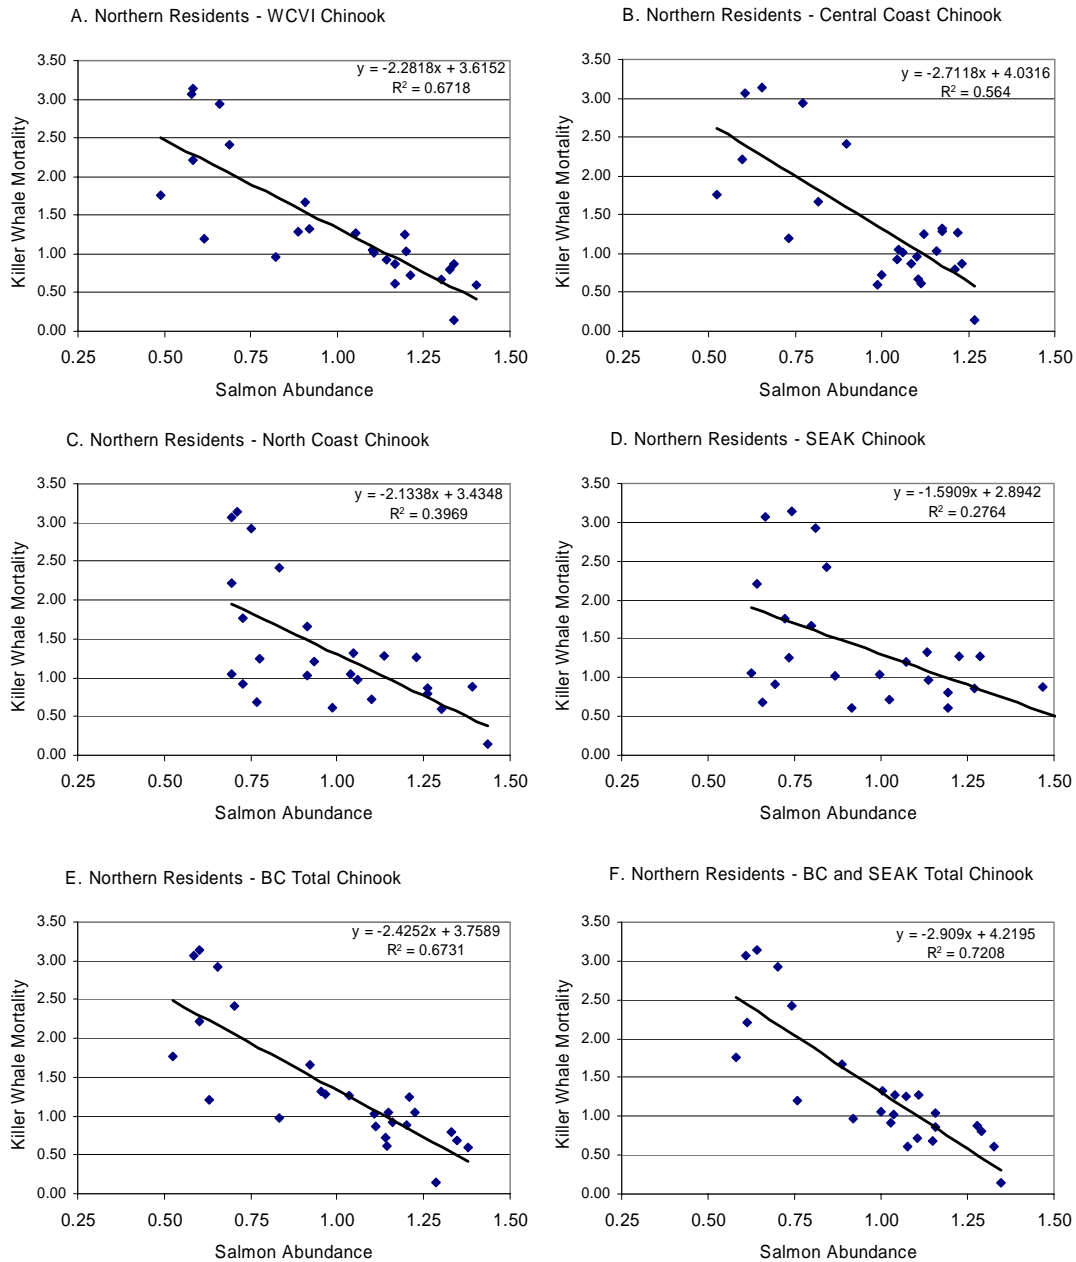 A. Northern Residents - WCVI Chinook
3.50
3.00
2.50
2.00
1.50
1.00
0.50
0.00
Killer Whale Mortality
y = -2.2818x + 3.6152
R² = 0.6718
0.25 0.50 0.75 1.00 1.25 1.50
Salmon Abundance
B. Northern Residents - Central Coast Chinook
3.50
3.00
2.50
2.00
1.50
1.00
0.50
0.00
Killer Whale Mortality
y = -2.7118x + 4.0316
R² = 0.564
0.25 0.50 0.75 1.00 1.25 1.50
Salmon Abundance
C. Northern Residents - North Coast Chinook
3.50
3.00
2.50
2.00
1.50
1.00
0.50
0.00
Killer Whale Mortality
y = -2.1338x + 3.4348
R² = 0.3969
0.25 0.50 0.75 1.00 1.25 1.50
Salmon Abundance
D. Northern Residents - SEAK Chinook
3.50
3.00
2.50
2.00
1.50
1.00
0.50
0.00
Killer Whale Mortality
y = -1.5909x + 2.8942
R² = 0.2764
0.25 0.50 0.75 1.00 1.25 1.50
Salmon Abundance
E. Northern Residents - BC Total Chinook
3.50
3.00
2.50
2.00
1.50
1.00
0.50
0.00
Killer Whale Mortality
y = -2.4252x + 3.7589
R² = 0.6731
0.25 0.50 0.75 1.00 1.25 1.50
Salmon Abundance
F. Northern Residents - BC and SEAK Total Chinook
3.50
3.00
2.50
2.00
1.50
1.00
0.50
0.00
Killer Whale Mortality
y = -2.909x + 4.2195
R² = 0.7208
0.25 0.50 0.75 1.00 1.25 1.50
Salmon Abundance